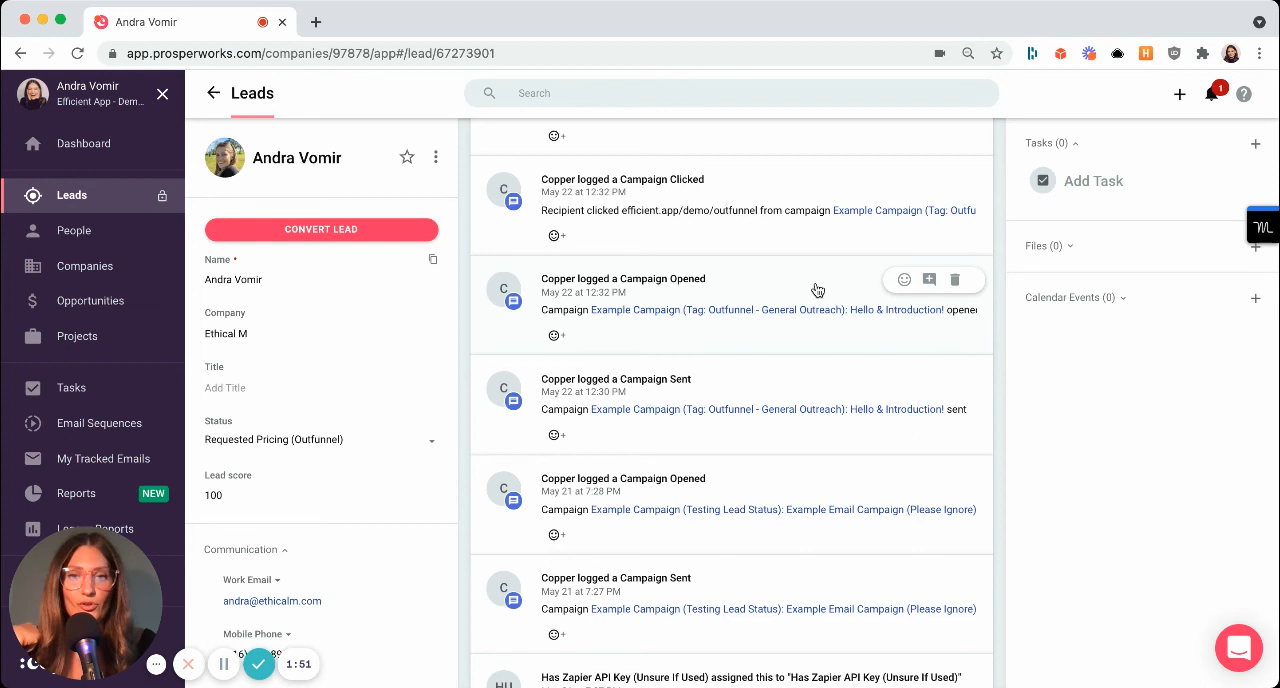 Andra Vomir
app.prosperworks.com/companies/97878/app#/lead/67273901
Andra Vomir
Efficient App - Dem...
Leads
Search
1
Dashboard
Leads
People
Companies
Opportunities
Projects
Tasks
Email Sequences
My Tracked Emails
Reports NEW
Reports
Andra Vomir
CONVERT LEAD
Name •
Andra Vomir
Company
Ethical M
Title
Add Title
Status
Requested Pricing (Outfunnel)
Lead score
100
Communication
Work Email
andra@ethicalm.com
Mobile Phone
1:51
C
Copper logged a Campaign Clicked
May 22 at 12:32 PM
Recipient clicked efficient.app/demo/outfunnel from campaign Example Campaign (Tag: Outfu
C
Copper logged a Campaign Opened
May 22 at 12:32 PM
Campaign Example Campaign (Tag: Outfunnel - General Outreach): Hello & Introduction! opene
C
Copper logged a Campaign Sent
May 22 at 12:30 PM
Campaign Example Campaign (Tag: Outfunnel - General Outreach): Hello & Introduction! sent
C
Copper logged a Campaign Opened
May 21 at 7:28 PM
Campaign Example Campaign (Testing Lead Status): Example Email Campaign (Please Ignore)
C
Copper logged a Campaign Sent
May 21 at 7:27 PM
Campaign Example Campaign (Testing Lead Status): Example Email Campaign (Please Ignore)
HU
Has Zapier API Key (Unsure If Used) assigned this to "Has Zapier API Key (Unsure If Used)"
Tasks (0)
Add Task
Files (0)
Calendar Events (0)